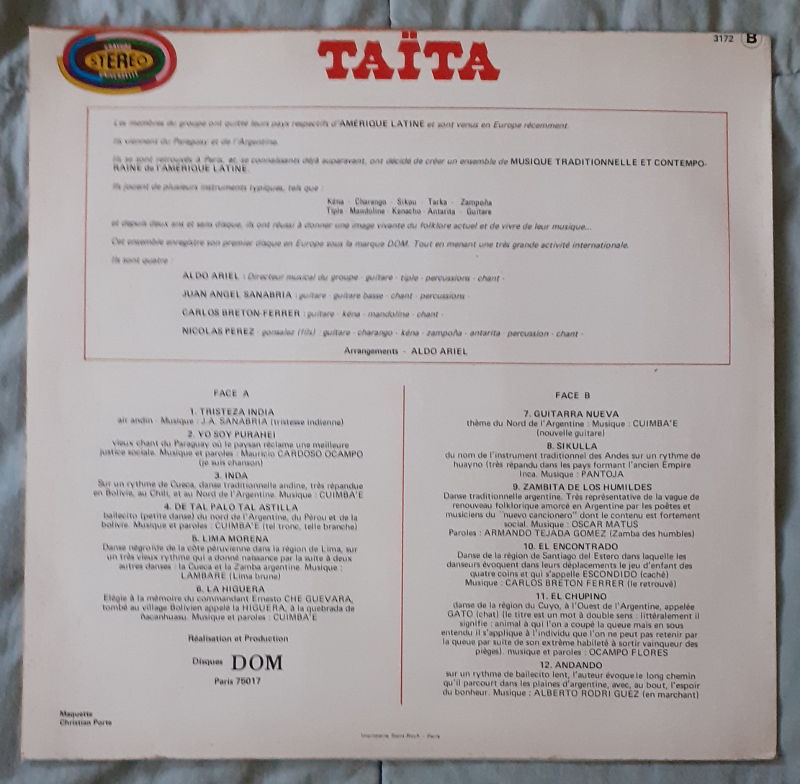 GRAVURE
STEREO
UNIVERSELLE
TAÏTA
3172 B
Les membres du groupe ont quitté leurs pays respectifs d'AMÉRIQUE LATINE et sont venus en Europe récemment.
Ils viennent du Paraguay et de l'Argentine.
Ils se sont retrouvés à Paris, et, se connaissants déjà auparavant, ont décidé de créer un ensemble de MUSIQUE TRADITIONNELLE ET CONTEMPO-
RAINE de l'AMÉRIQUE LATINE.
Ils jouent de plusieurs instruments typiques, tels que :
Kéna - Charango - Sikou - Tarka - Zampoña
Tiple - Mandoline - Kenacho - Antarita - Guitare
et depuis deux ans et sans disque, ils ont réussi à donner une image vivante du folklore actuel et de vivre de leur musique...
Cet ensemble enregistre son premier disque en Europe sous la marque DOM. Tout en menant une très grande activité internationale.
Ils sont quatre :
ALDO ARIEL : Directeur musical du groupe - guitare - tiple - percussions - chant -
JUAN ANGEL SANABRIA : guitare - guitare basse - chant - percussions -
CARLOS BRETON-FERRER : guitare - kéna - mandoline - chant -
NICOLAS PEREZ - gonsalez (fils) : guitare - charango - kéna - zampoña - antarita - percussion - chant -
Arrangements - ALDO ARIEL
FACE A
1. TRISTEZA INDIA
air andin - Musique : J.A. SANABRIA (tristesse indienne)
2. YO SOY PURAHEI
vieux chant du Paraguay où le paysan réclame une meilleure
justice sociale. Musique et paroles : Mauricio CARDOSO OCAMPO
(je suis chanson)
3. INDA
Sur un rythme de Cueca, danse traditionnelle andine, très répandue
en Bolivie, au Chili, et au Nord de l'Argentine. Musique : CUIMBA'E
4. DE TAL PALO TAL ASTILLA
bailecito (petite danse) du nord de l'Argentine, du Pérou et de la
bolivie. Musique et paroles : CUIMBA'E (tel tronc, telle branche)
5. LIMA MORENA
Danse négroïde de la côte péruvienne dans la région de Lima, sur
un très vieux rythme qui a donné naissance par la suite à deux
autres danses : la Cueca et la Zamba argentine. Musique :
LAMBARE (Lima brune)
6. LA HIGUERA
Elégie à la mémoire du commandant Ernesto CHE GUEVARA,
tombé au village Bolivien appelé la HIGUERA, à la quebrada de
ñacanhuasu. Musique et paroles : CUIMBA'E
Réalisation et Production
Disques DOM
Paris 75017
Maquette
Christian Porte
FACE B
7. GUITARRA NUEVA
thème du Nord de l'Argentine : Musique : CUIMBA'E
(nouvelle guitare)
8. SIKULLA
du nom de l'instrument traditionnel des Andes sur un rythme de
huayno (très répandu dans les pays formant l'ancien Empire
Inca. Musique : PANTOJA
9. ZAMBITA DE LOS HUMILDES
Danse traditionnelle argentine. Très représentative de la vague de
renouveau folklorique amorcé en Argentine par les poètes et
musiciens du "nuevo cancionero" dont le contenu est fortement
social. Musique : OSCAR MATUS
Paroles : ARMANDO TEJADA GOMEZ (Zamba des humbles)
10. EL ENCONTRADO
Danse de la région de Santiago del Estero dans laquelle les
danseurs évoquent dans leurs déplacements le jeu d'enfant des
quatre coins et qui s'appelle ESCONDIDO (caché)
Musique : CARLOS BRETON FERRER (le retrouvé)
11. EL CHUPINO
danse de la région du Cuyo, à l'Ouest de l'Argentine, appelée
GATO (chat) (le titre est un mot à double sens : littéralement il
signifie : animal à qui l'on a coupé la queue mais en sous
entendu il s'applique à l'individu que l'on ne peut pas retenir par
la queue par suite de son extrème habileté à sortir vainqueur des
pièges). musique et paroles : OCAMPO FLORES
12. ANDANDO
sur un rythme de bailecito lent, l'auteur évoque le long chemin
qu'il parcourt dans les plaines d'argentine, avec, au bout, l'espoir
du bonheur. Musique : ALBERTO RODRI GUEZ (en marchant)
Imprimerie Saint-Roch - Paris